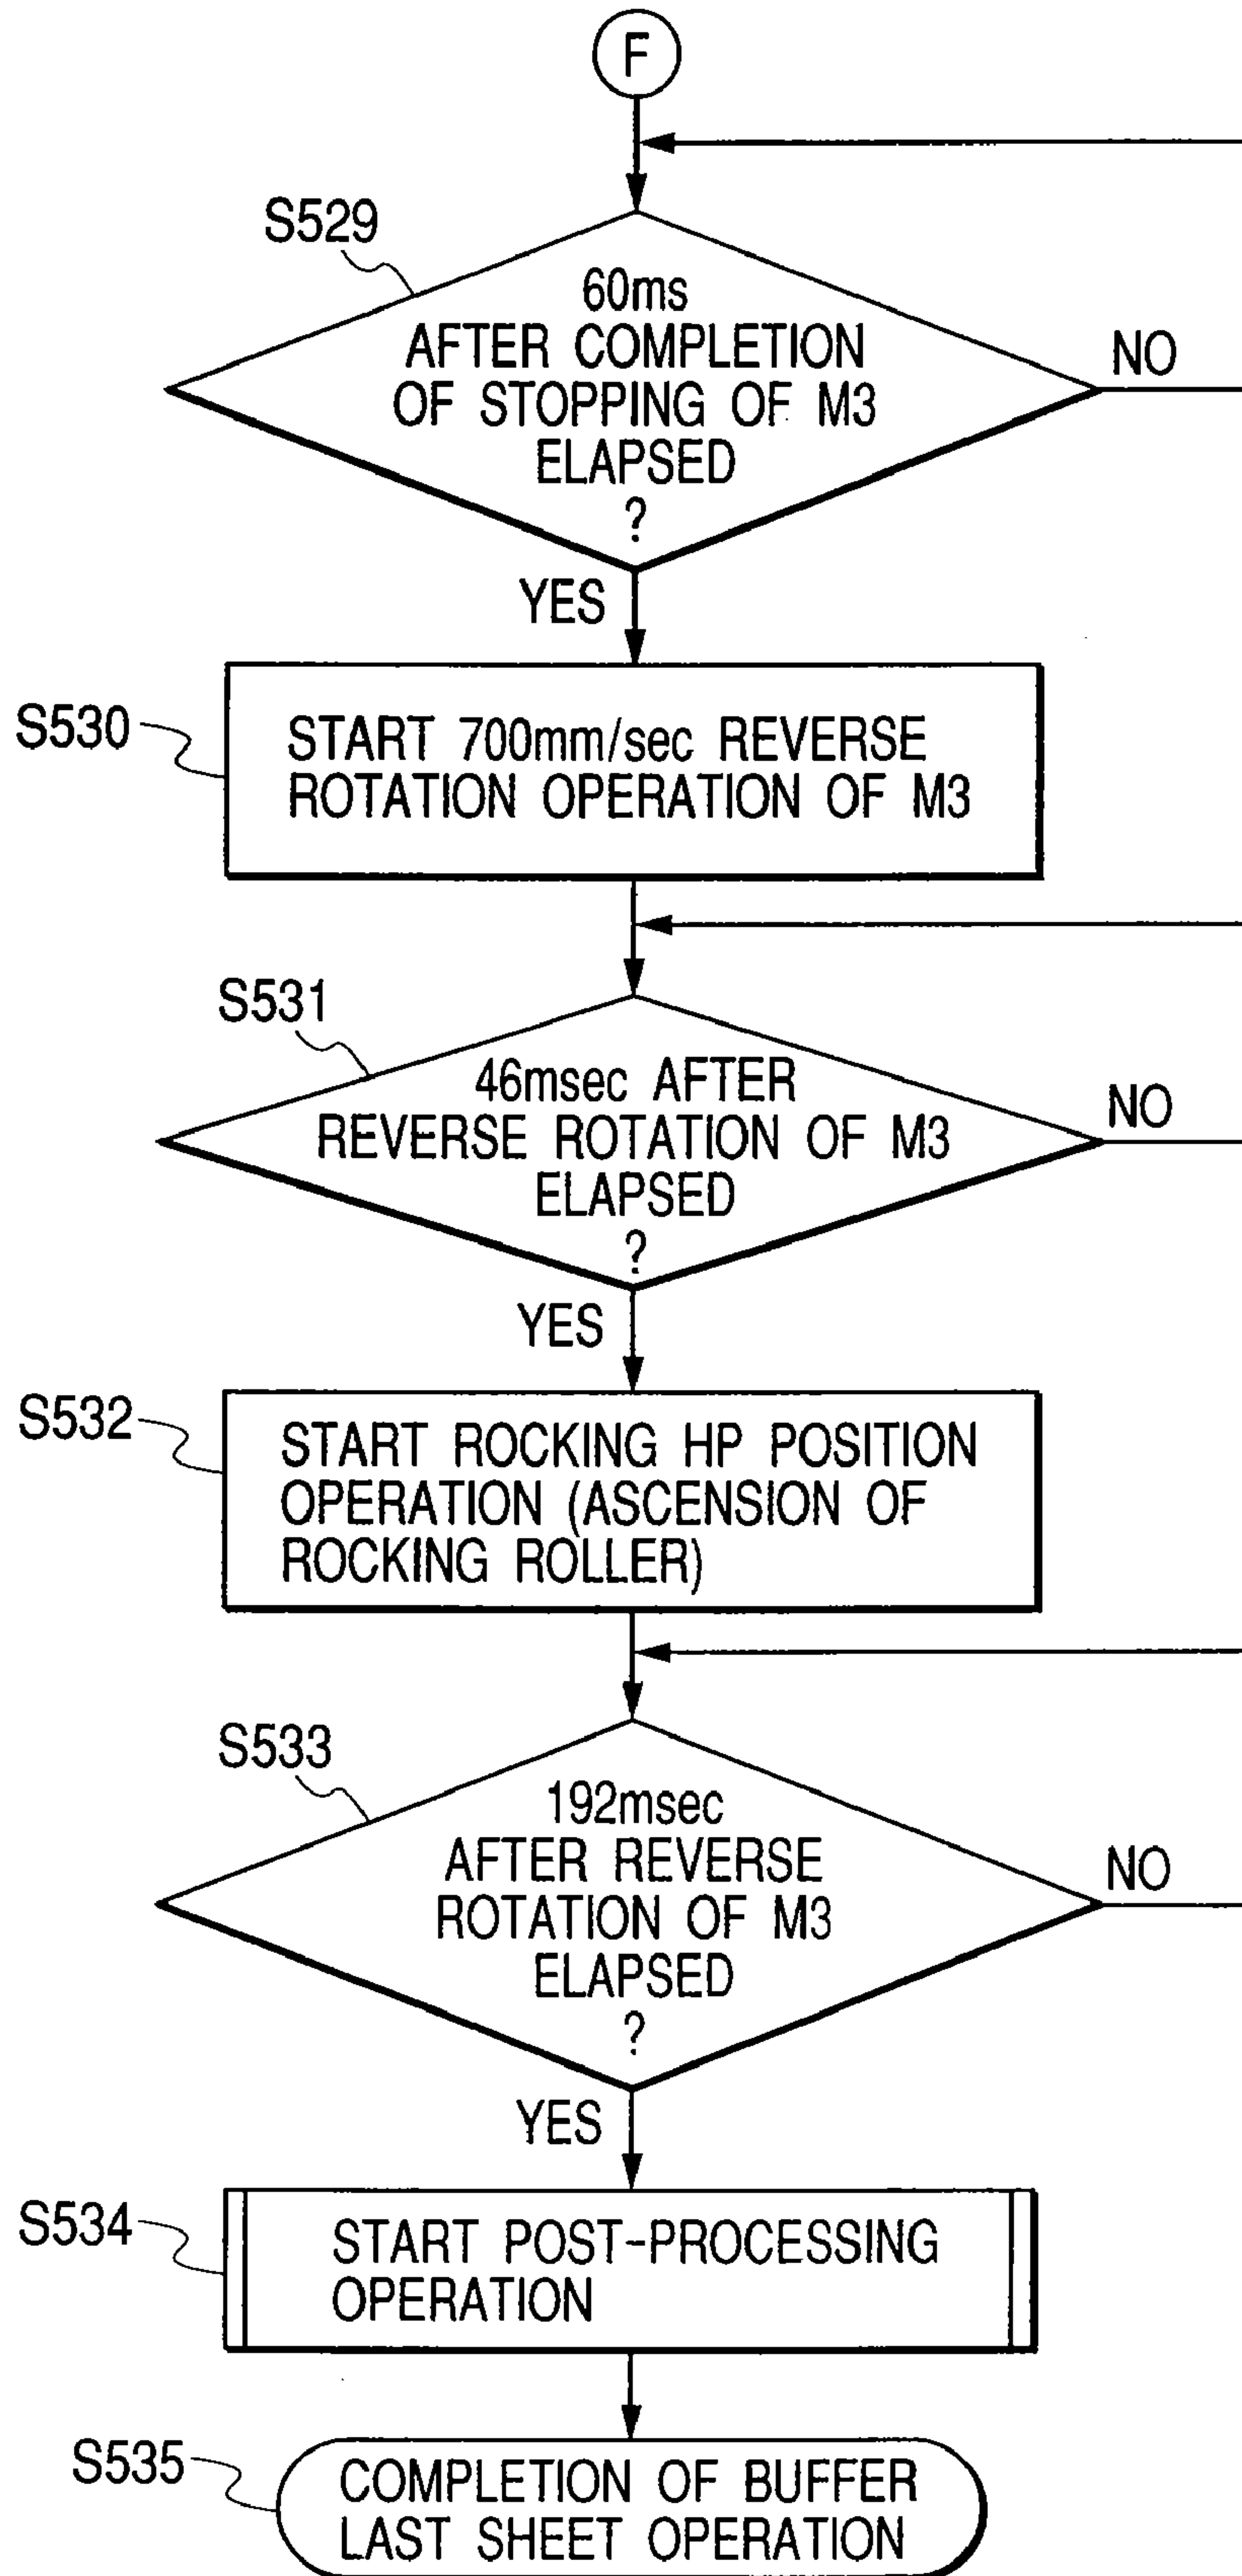 F
S529
60ms
AFTER COMPLETION
OF STOPPING OF M3
ELAPSED
?
NO
YES
S530
START 700mm/sec REVERSE
ROTATION OPERATION OF M3
S531
46msec AFTER
REVERSE ROTATION OF M3
ELAPSED
?
NO
YES
S532
START ROCKING HP POSITION
OPERATION (ASCENSION OF
ROCKING ROLLER)
S533
192msec
AFTER REVERSE
ROTATION OF M3
ELAPSED
?
NO
YES
S534
START POST-PROCESSING
OPERATION
S535
COMPLETION OF BUFFER
LAST SHEET OPERATION